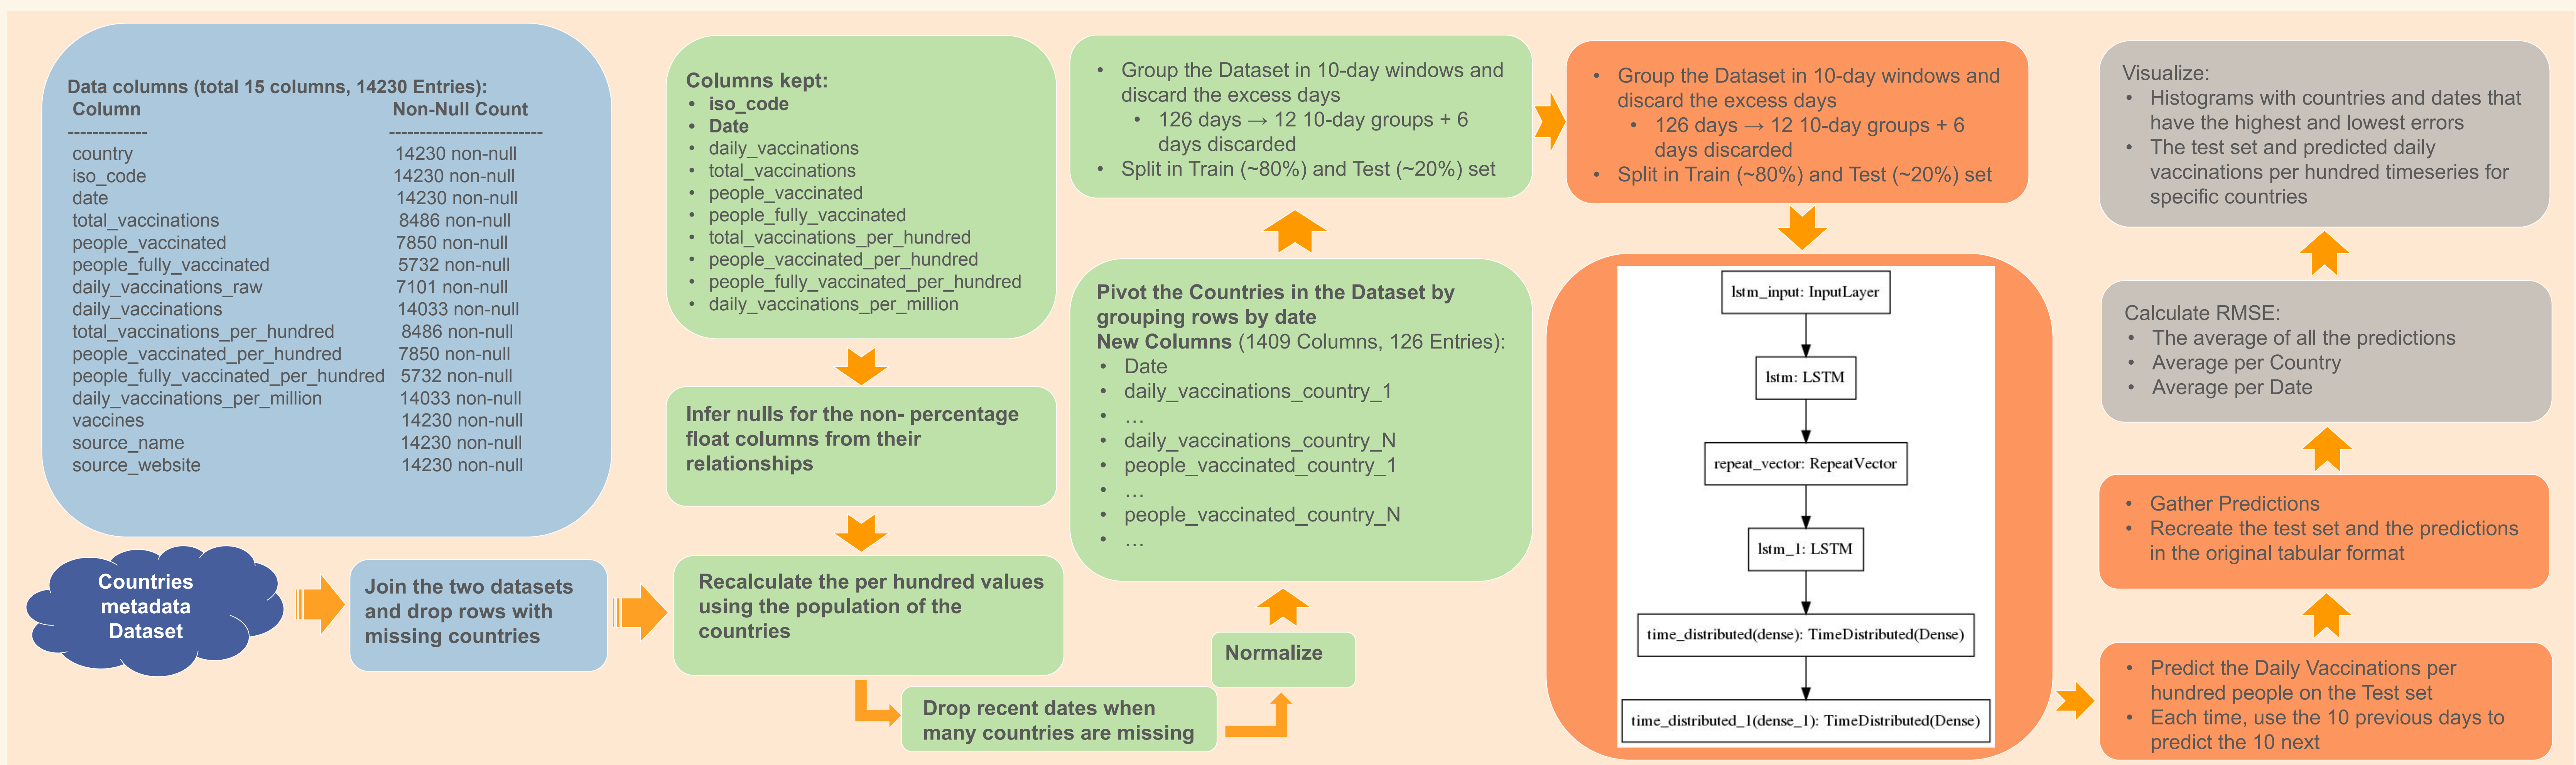 Data columns (total 15 columns, 14230 Entries):
Column Non-Null Count
------------- -------------------------
country 14230 non-null
iso_code 14230 non-null
date 14230 non-null
total_vaccinations 8486 non-null
people_vaccinated 7850 non-null
people_fully_vaccinated 5732 non-null
daily_vaccinations_raw 7101 non-null
daily_vaccinations 14033 non-null
total_vaccinations_per_hundred 8486 non-null
people_vaccinated_per_hundred 7850 non-null
people_fully_vaccinated_per_hundred 5732 non-null
daily_vaccinations_per_million 14033 non-null
vaccines 14230 non-null
source_name 14230 non-null
source_website 14230 non-null
Countries
metadata
Dataset
Join the two datasets
and drop rows with
missing countries
Columns kept:
• iso_code
• Date
• daily_vaccinations
• total_vaccinations
• people_vaccinated
• people_fully_vaccinated
• total_vaccinations_per_hundred
• people_vaccinated_per_hundred
• people_fully_vaccinated_per_hundred
• daily_vaccinations_per_million
Infer nulls for the non- percentage
float columns from their
relationships
Recalculate the per hundred values
using the population of the
countries
Drop recent dates when
many countries are missing
Normalize
Pivot the Countries in the Dataset by
grouping rows by date
New Columns (1409 Columns, 126 Entries):
• Date
• daily_vaccinations_country_1
• …
• daily_vaccinations_country_N
• people_vaccinated_country_1
• …
• people_vaccinated_country_N
• …
• Group the Dataset in 10-day windows and
discard the excess days
• 126 days → 12 10-day groups + 6
days discarded
• Split in Train (~80%) and Test (~20%) set
• Group the Dataset in 10-day windows and
discard the excess days
• 126 days → 12 10-day groups + 6
days discarded
• Split in Train (~80%) and Test (~20%) set
lstm_input: InputLayer
lstm: LSTM
repeat_vector: RepeatVector
lstm_1: LSTM
time_distributed(dense): TimeDistributed(Dense)
time_distributed_1(dense_1): TimeDistributed(Dense)
• Predict the Daily Vaccinations per
hundred people on the Test set
• Each time, use the 10 previous days to
predict the 10 next
• Gather Predictions
• Recreate the test set and the predictions
in the original tabular format
Calculate RMSE:
• The average of all the predictions
• Average per Country
• Average per Date
Visualize:
• Histograms with countries and dates that
have the highest and lowest errors
• The test set and predicted daily
vaccinations per hundred timeseries for
specific countries